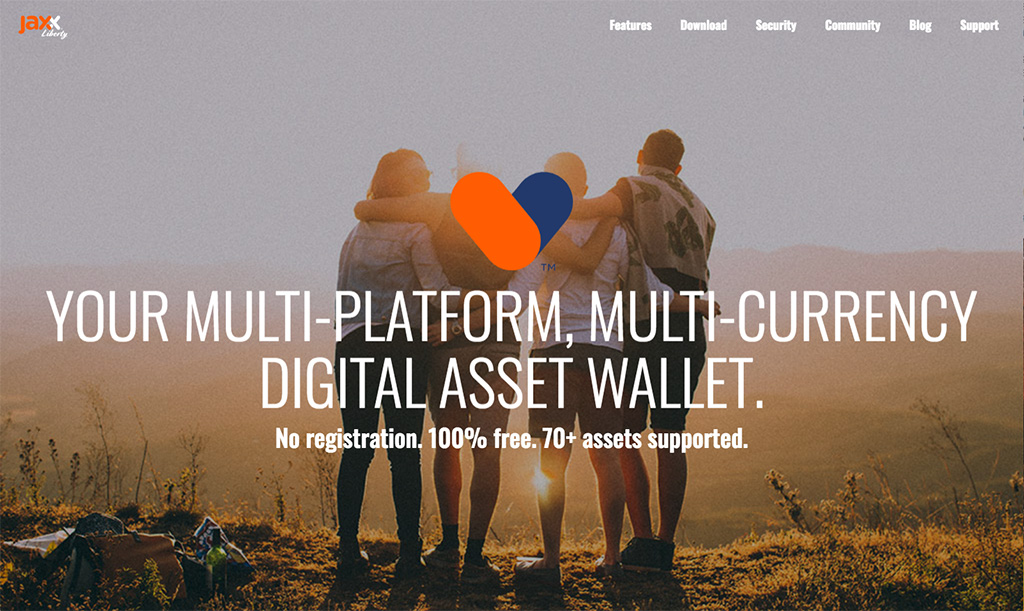 jaxx
Liberty
Features Download Security Community Blog Support
TM
YOUR MULTI-PLATFORM, MULTI-CURRENCY
DIGITAL ASSET WALLET.
No registration. 100% free. 70+ assets supported.